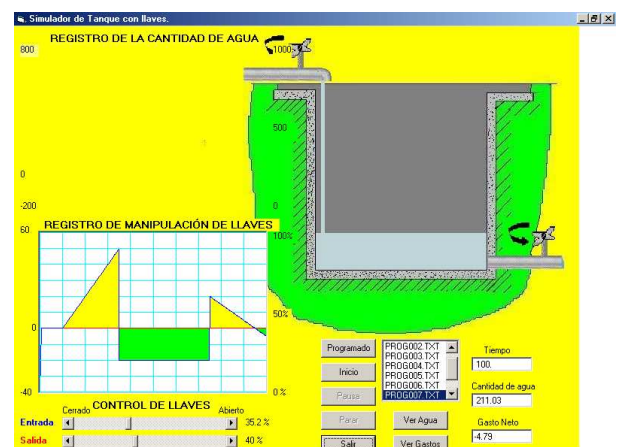 Simulador de Tanque con llaves.
REGISTRO DE LA CANTIDAD DE AGUA
800
1000
500
0
-200
0
REGISTRO DE MANIPULACIÓN DE LLAVES
60
100%
0
50%
-40
0 %
CONTROL DE LLAVES
Cerrado
Abierto
Entrada
35.2 %
Salida
40 %
Programado
Inicio
Pausa
Parar
Salir
PROG002.TXT
PROG003.TXT
PROG004.TXT
PROG005.TXT
PROG006.TXT
PROG007.TXT
Ver Agua
Ver Gastos
Tiempo
100.
Cantidad de agua
211.03
Gasto Neto
-4.79